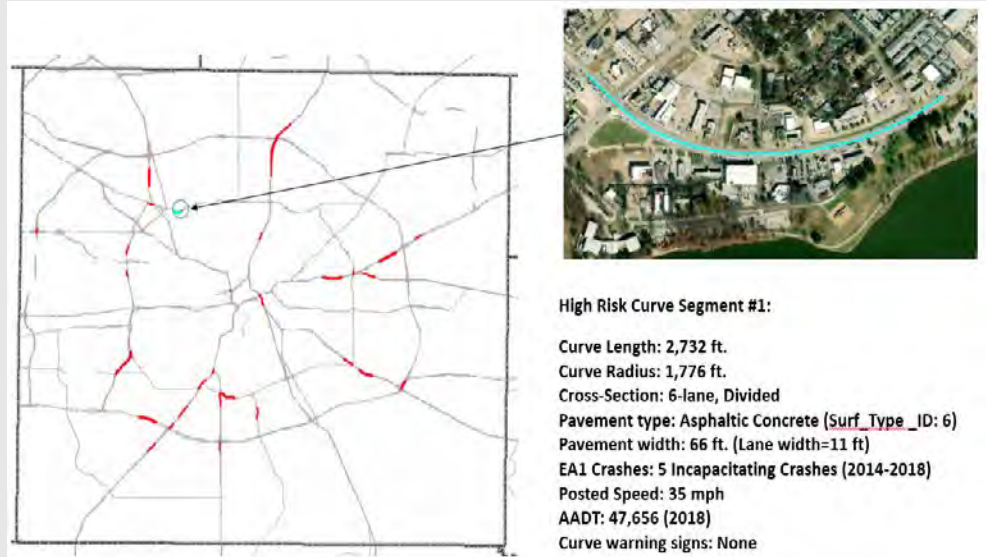 High Risk Curve Segment #1:
Curve Length: 2,732 ft.
Curve Radius: 1,776 ft.
Cross-Section: 6-lane, Divided
Pavement type: Asphaltic Concrete (Surf_Type _ID: 6)
Pavement width: 66 ft. (Lane width=11 ft)
EA1 Crashes: 5 Incapacitating Crashes (2014-2018)
Posted Speed: 35 mph
AADT: 47,656 (2018)
Curve warning signs: None